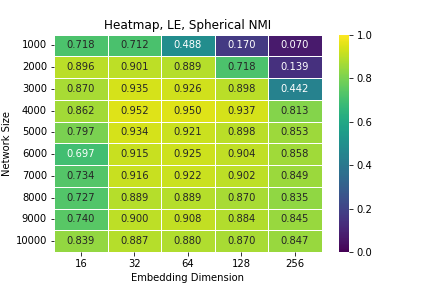 Heatmap, LE, Spherical NMI
Network Size
1000 0.718 0.712 0.488 0.170 0.070
2000 0.896 0.901 0.889 0.718 0.139
3000 0.870 0.935 0.926 0.898 0.442
4000 0.862 0.952 0.950 0.937 0.813
5000 0.797 0.934 0.921 0.898 0.853
6000 0.697 0.915 0.925 0.904 0.858
7000 0.734 0.916 0.922 0.902 0.849
8000 0.727 0.889 0.889 0.870 0.835
9000 0.740 0.900 0.908 0.884 0.845
10000 0.839 0.887 0.880 0.870 0.847
16 32 64 128 256
Embedding Dimension
1.0
0.8
0.6
0.4
0.2
0.0